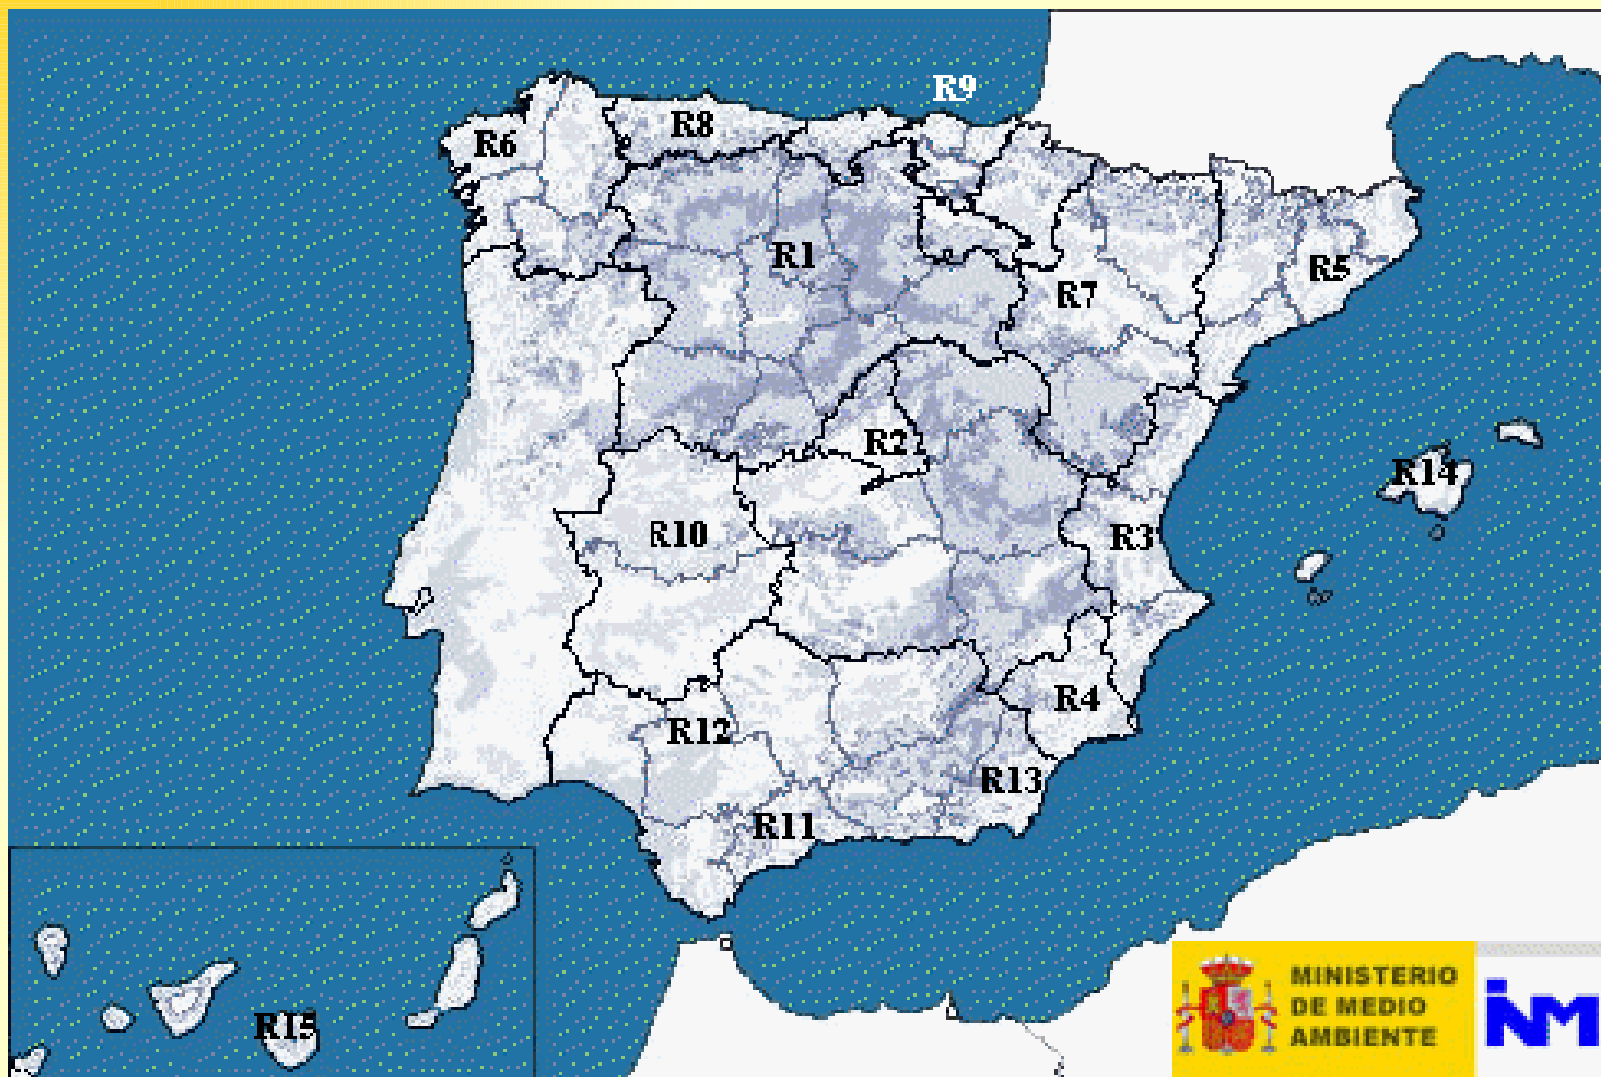 R9
R8
R6
R1
R5
R7
R2
R14
R10
R3
R4
R12
R13
R11
R15
MINISTERIO
DE MEDIO
AMBIENTE
INM